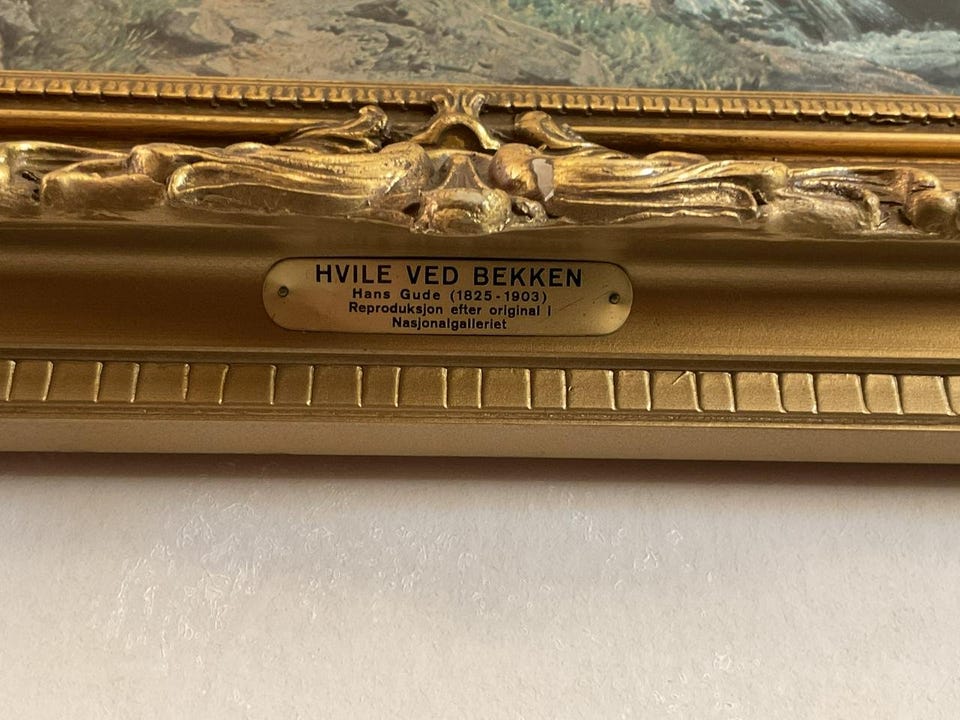 HVILE VED BEKKEN
Hans Gude (1825-1903)
Reproduksjon efter original i
Nasjonalgalleriet